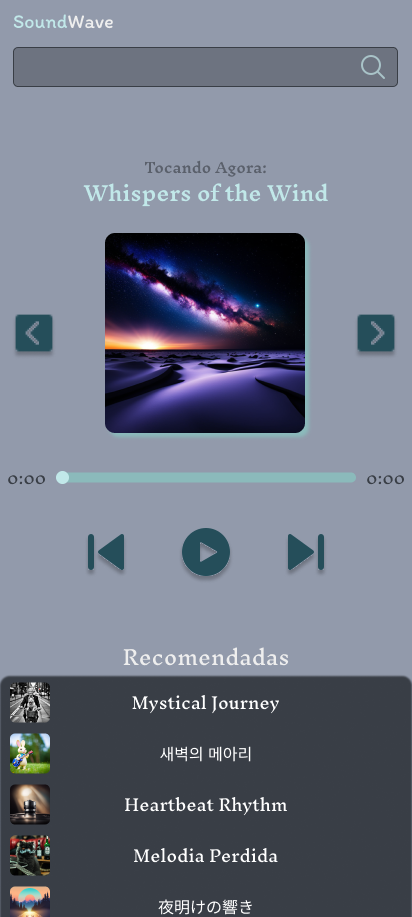 SoundWave
Tocando Agora:
Whispers of the Wind
0:00
0:00
Recomendadas
Mystical Journey
새벽의 메아리
Heartbeat Rhythm
Melodia Perdida
夜明けの響き